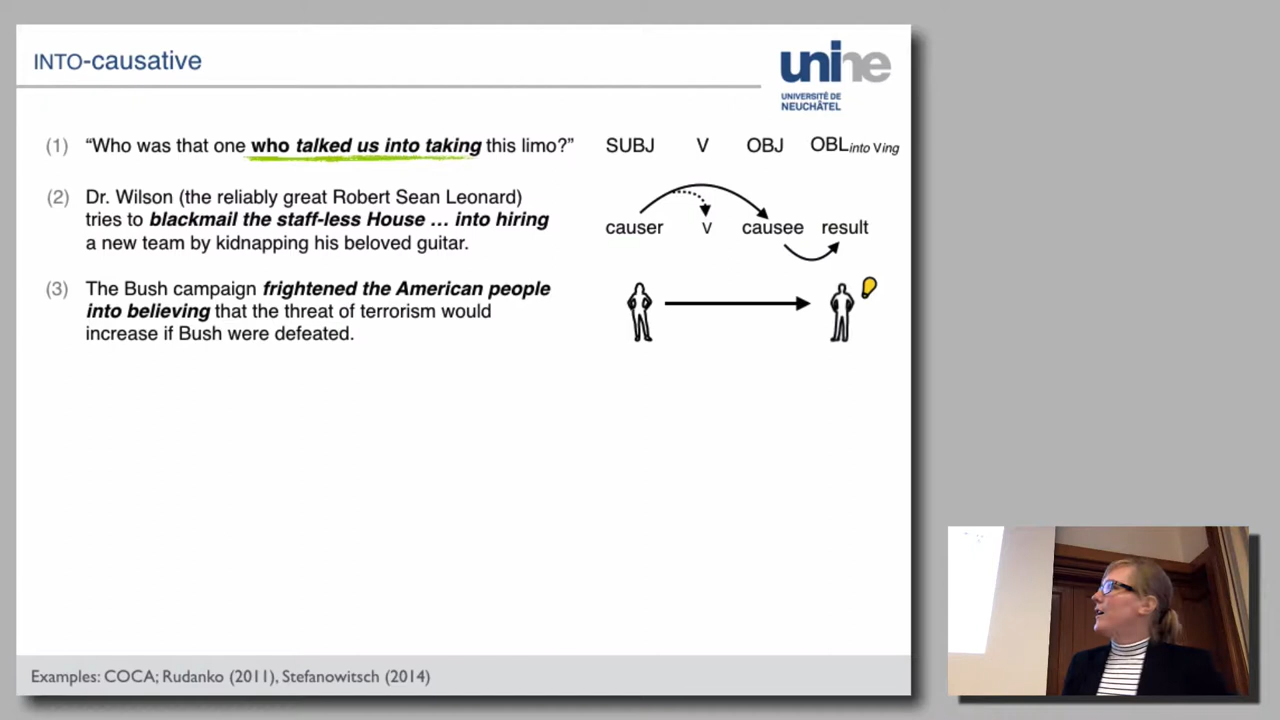 INTO-causative
unine
UNIVERSITÉ DE
NEUCHÂTEL
(1) “Who was that one who talked us into taking this limo?” SUBJ V OBJ OBL into Ving
(2) Dr. Wilson (the reliably great Robert Sean Leonard)
tries to blackmail the staff-less House … into hiring
causer V causee result
a new team by kidnapping his beloved guitar.
(3) The Bush campaign frightened the American people
into believing that the threat of terrorism would
increase if Bush were defeated.
Examples: COCA; Rudanko (2011), Stefanowitsch (2014)